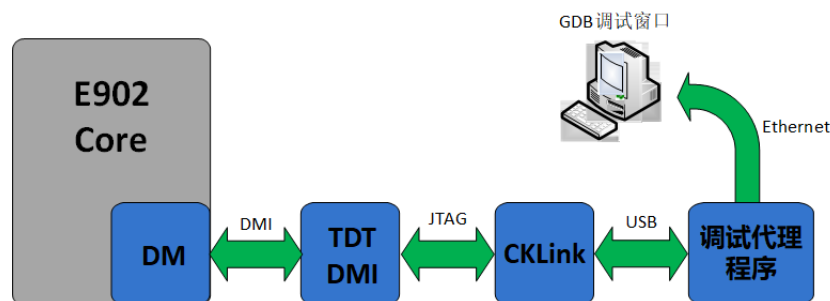 GDB调试窗口
E902
Core
Ethernet
DMI
JTAG
USB
DM
TDT
DMI
CKLink
调试代理
程序